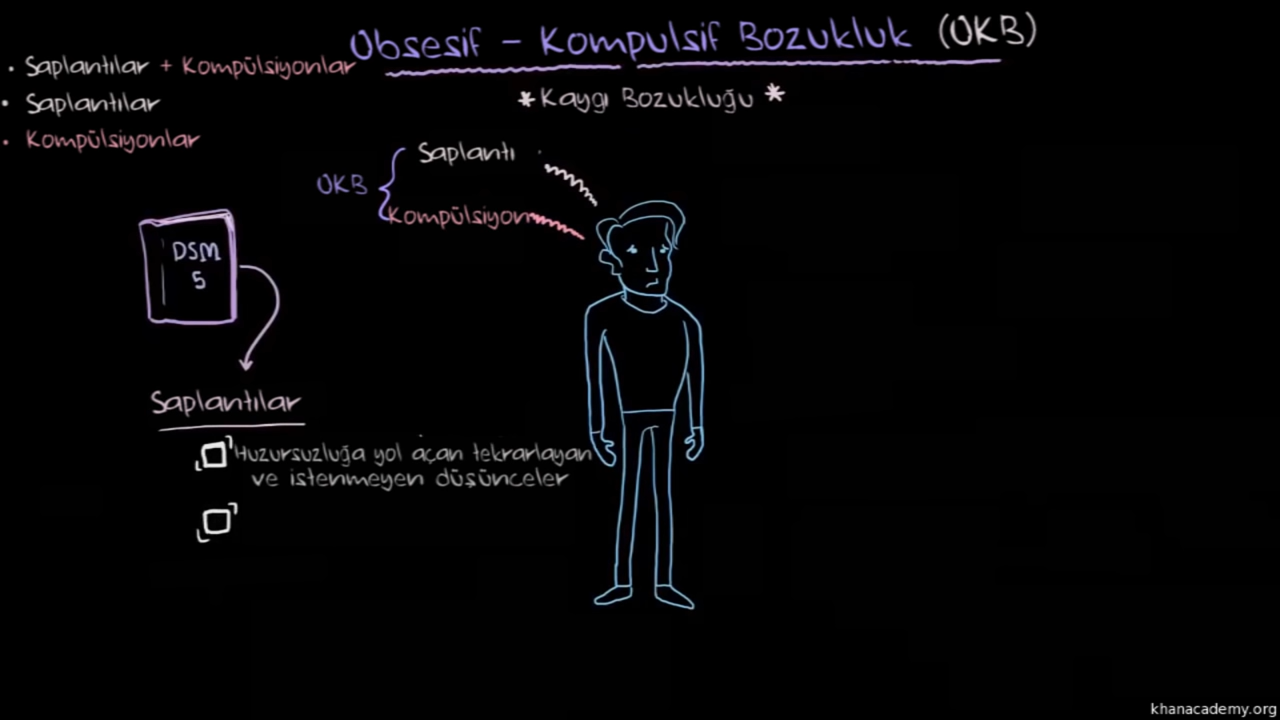 Obsesif - Kompulsif Bozukluk (OKB)
* Kaygı Bozukluğu *
• Saplantılar + Kompülsiyonlar
• Saplantılar
• Kompülsiyonlar
Saplantı
OKB
Kompülsiyon
DSM
5
Saplantılar
Huzursuzluğa yol açan tekrarlayan
ve istenmeyen düşünceler
khanacademy.org